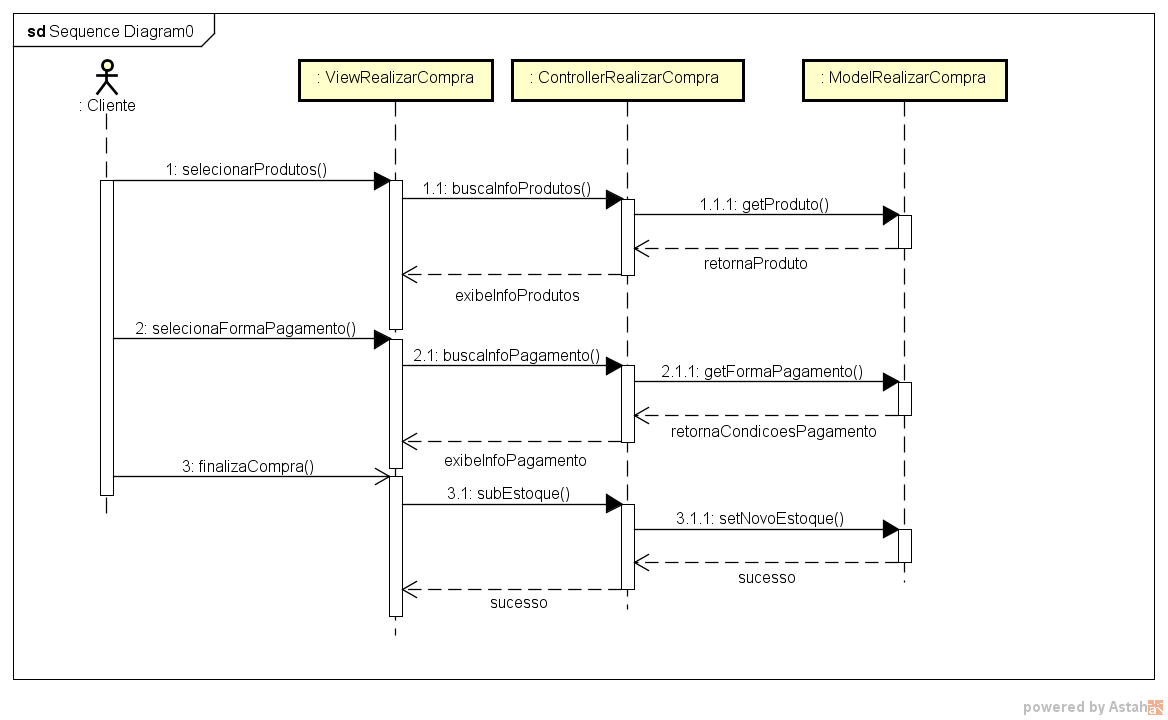 sd Sequence Diagram0
: Cliente
: ViewRealizarCompra
: ControllerRealizarCompra
: ModelRealizarCompra
1: selecionarProdutos()
1.1: buscaInfoProdutos()
1.1.1: getProduto()
retornaProduto
exibeInfoProdutos
2: selecionaFormaPagamento()
2.1: buscaInfoPagamento()
2.1.1: getFormaPagamento()
retornaCondicoesPagamento
exibeInfoPagamento
3: finalizaCompra()
3.1: subEstoque()
3.1.1: setNovoEstoque()
sucesso
sucesso
powered by Astah